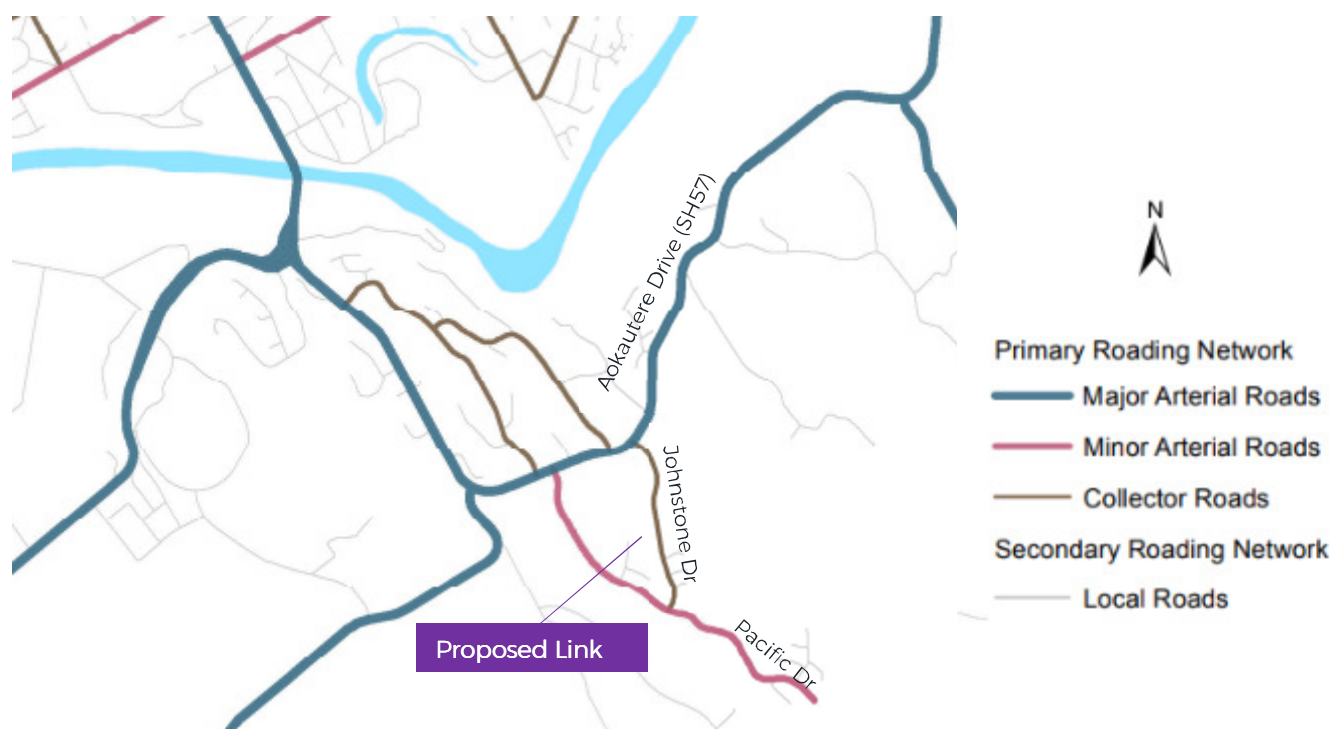 Aokautere Drive (SH57)
Johnstone Dr
Pacific Dr
Proposed Link
N
Primary Roading Network
Major Arterial Roads
Minor Arterial Roads
Collector Roads
Secondary Roading Network
Local Roads